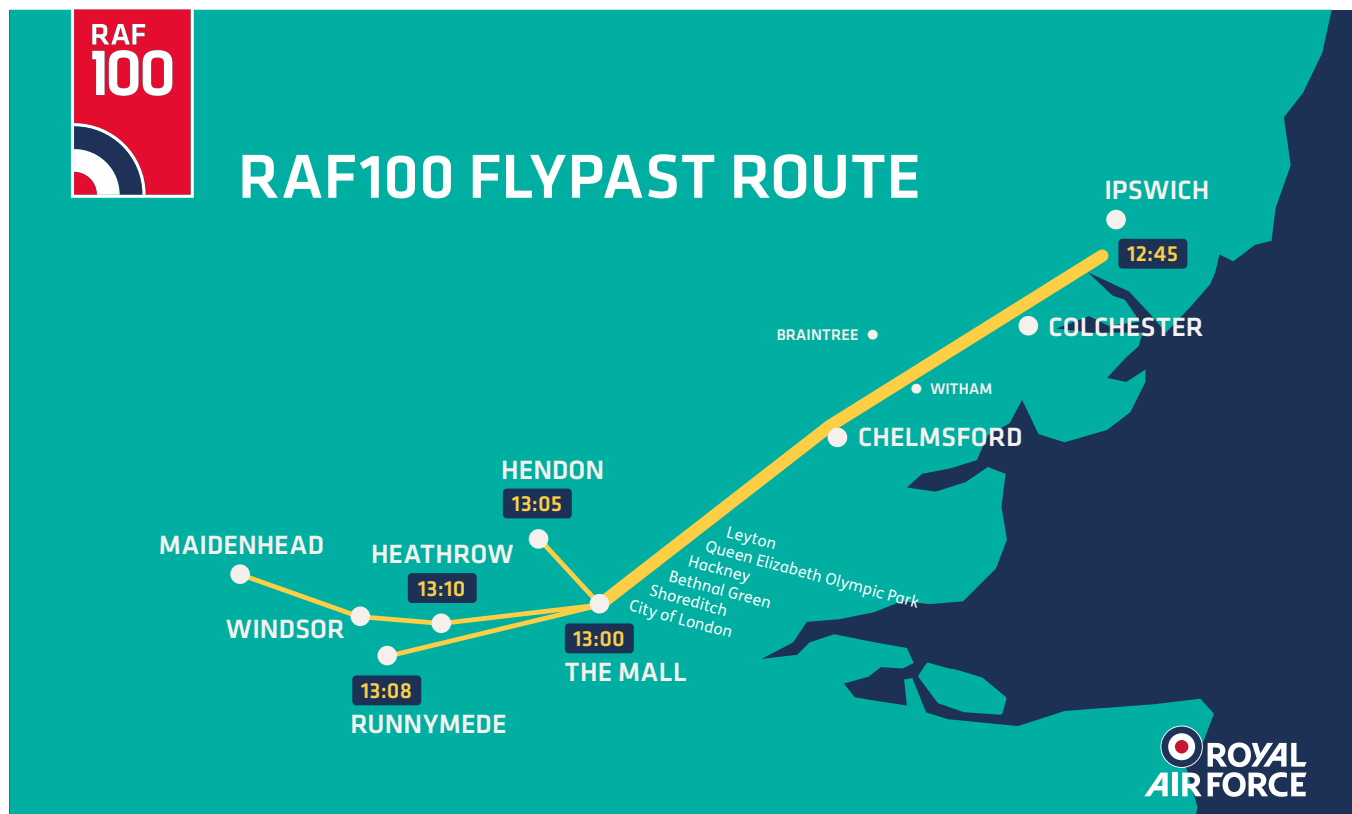 RAF
100
RAF100 FLYPAST ROUTE
IPSWICH
12:45
COLCHESTER
BRAINTREE
WITHAM
CHELMSFORD
HENDON
13:05
Leyton
Queen Elizabeth Olympic Park
Hackney
Bethnal Green
Shoreditch
City of London
MAIDENHEAD
HEATHROW
13:10
WINDSOR
13:00
THE MALL
13:08
RUNNYMEDE
ROYAL
AIR FORCE